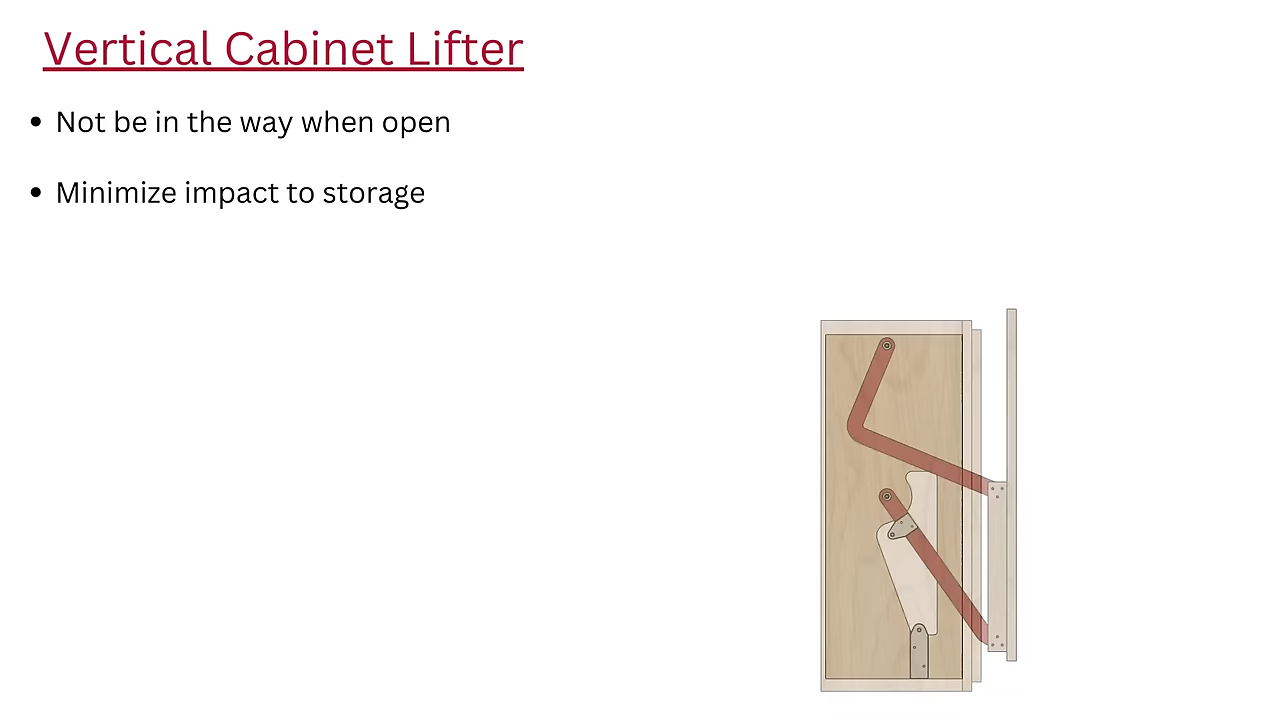 Vertical Cabinet Lifter
Not be in the way when open
Minimize impact to storage